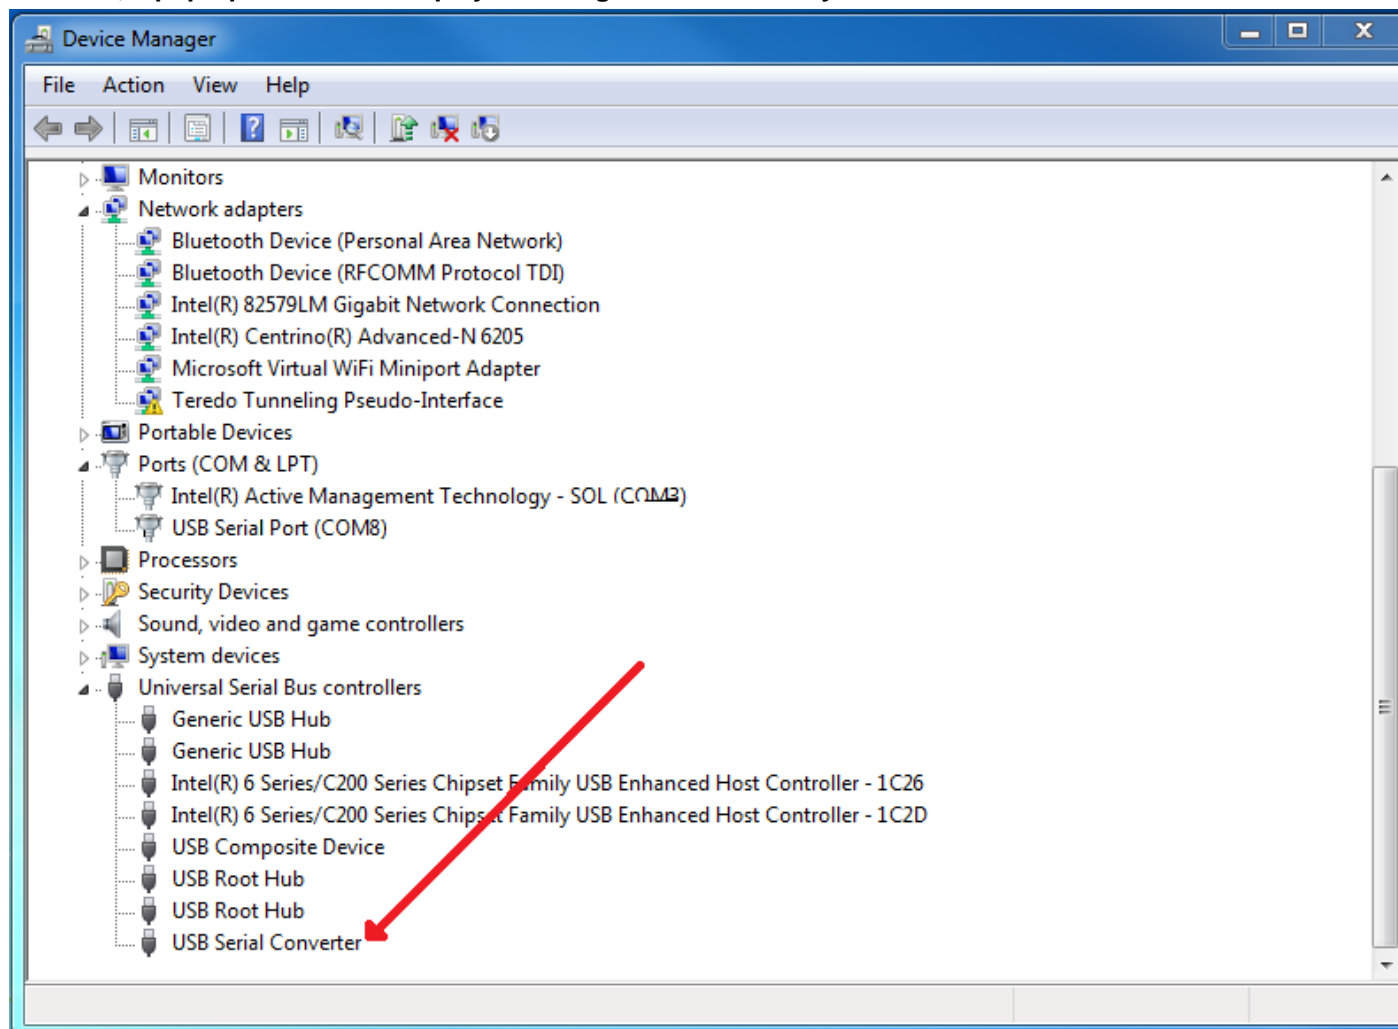 Device Manager
File Action View Help
Monitors
Network adapters
Bluetooth Device (Personal Area Network)
Bluetooth Device (RFCOMM Protocol TDI)
Intel(R) 82579LM Gigabit Network Connection
Intel(R) Centrino(R) Advanced-N 6205
Microsoft Virtual WiFi Miniport Adapter
Teredo Tunneling Pseudo-Interface
Portable Devices
Ports (COM & LPT)
Intel(R) Active Management Technology - SOL (COM3)
USB Serial Port (COM8)
Processors
Security Devices
Sound, video and game controllers
System devices
Universal Serial Bus controllers
Generic USB Hub
Generic USB Hub
Intel(R) 6 Series/C200 Series Chipset Family USB Enhanced Host Controller - 1C26
Intel(R) 6 Series/C200 Series Chipset Family USB Enhanced Host Controller - 1C2D
USB Composite Device
USB Root Hub
USB Root Hub
USB Serial Converter